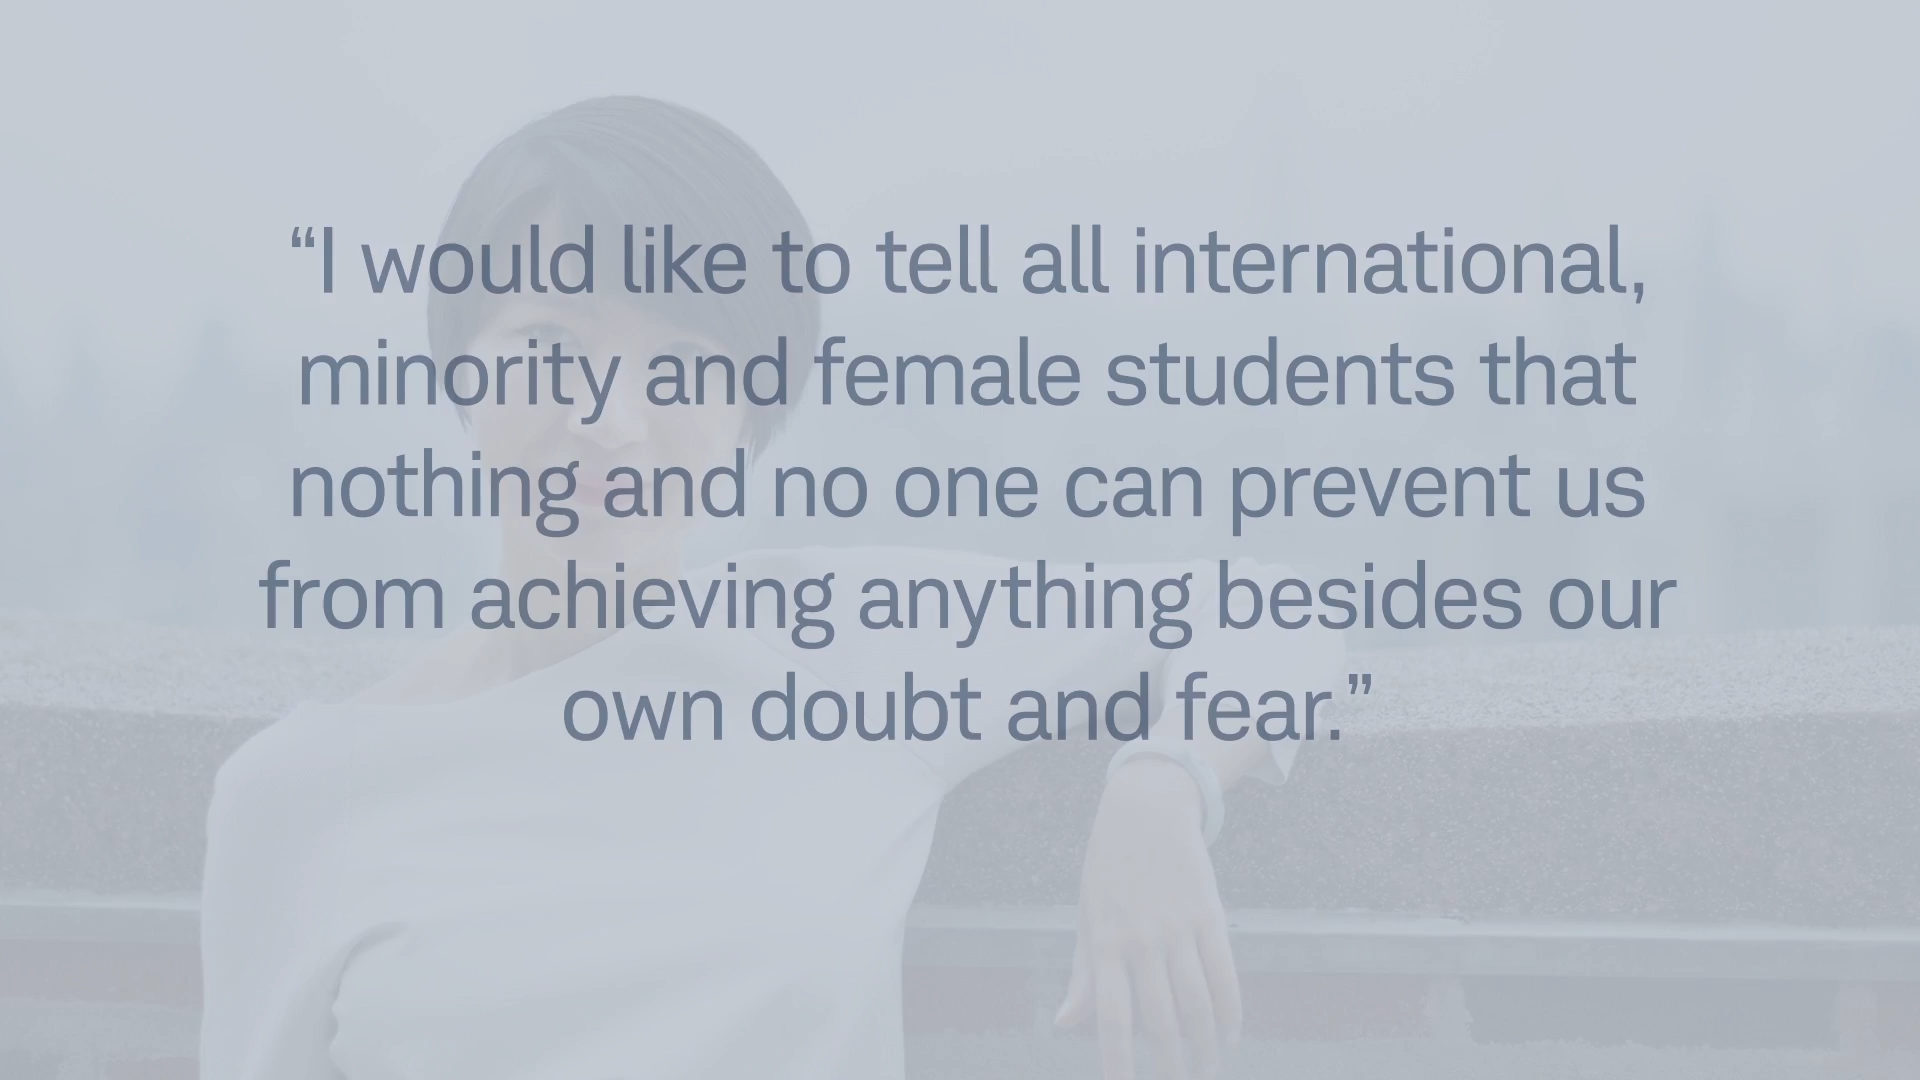 “I would like to tell all international,
minority and female students that
nothing and no one can prevent us
from achieving anything besides our
own doubt and fear.”